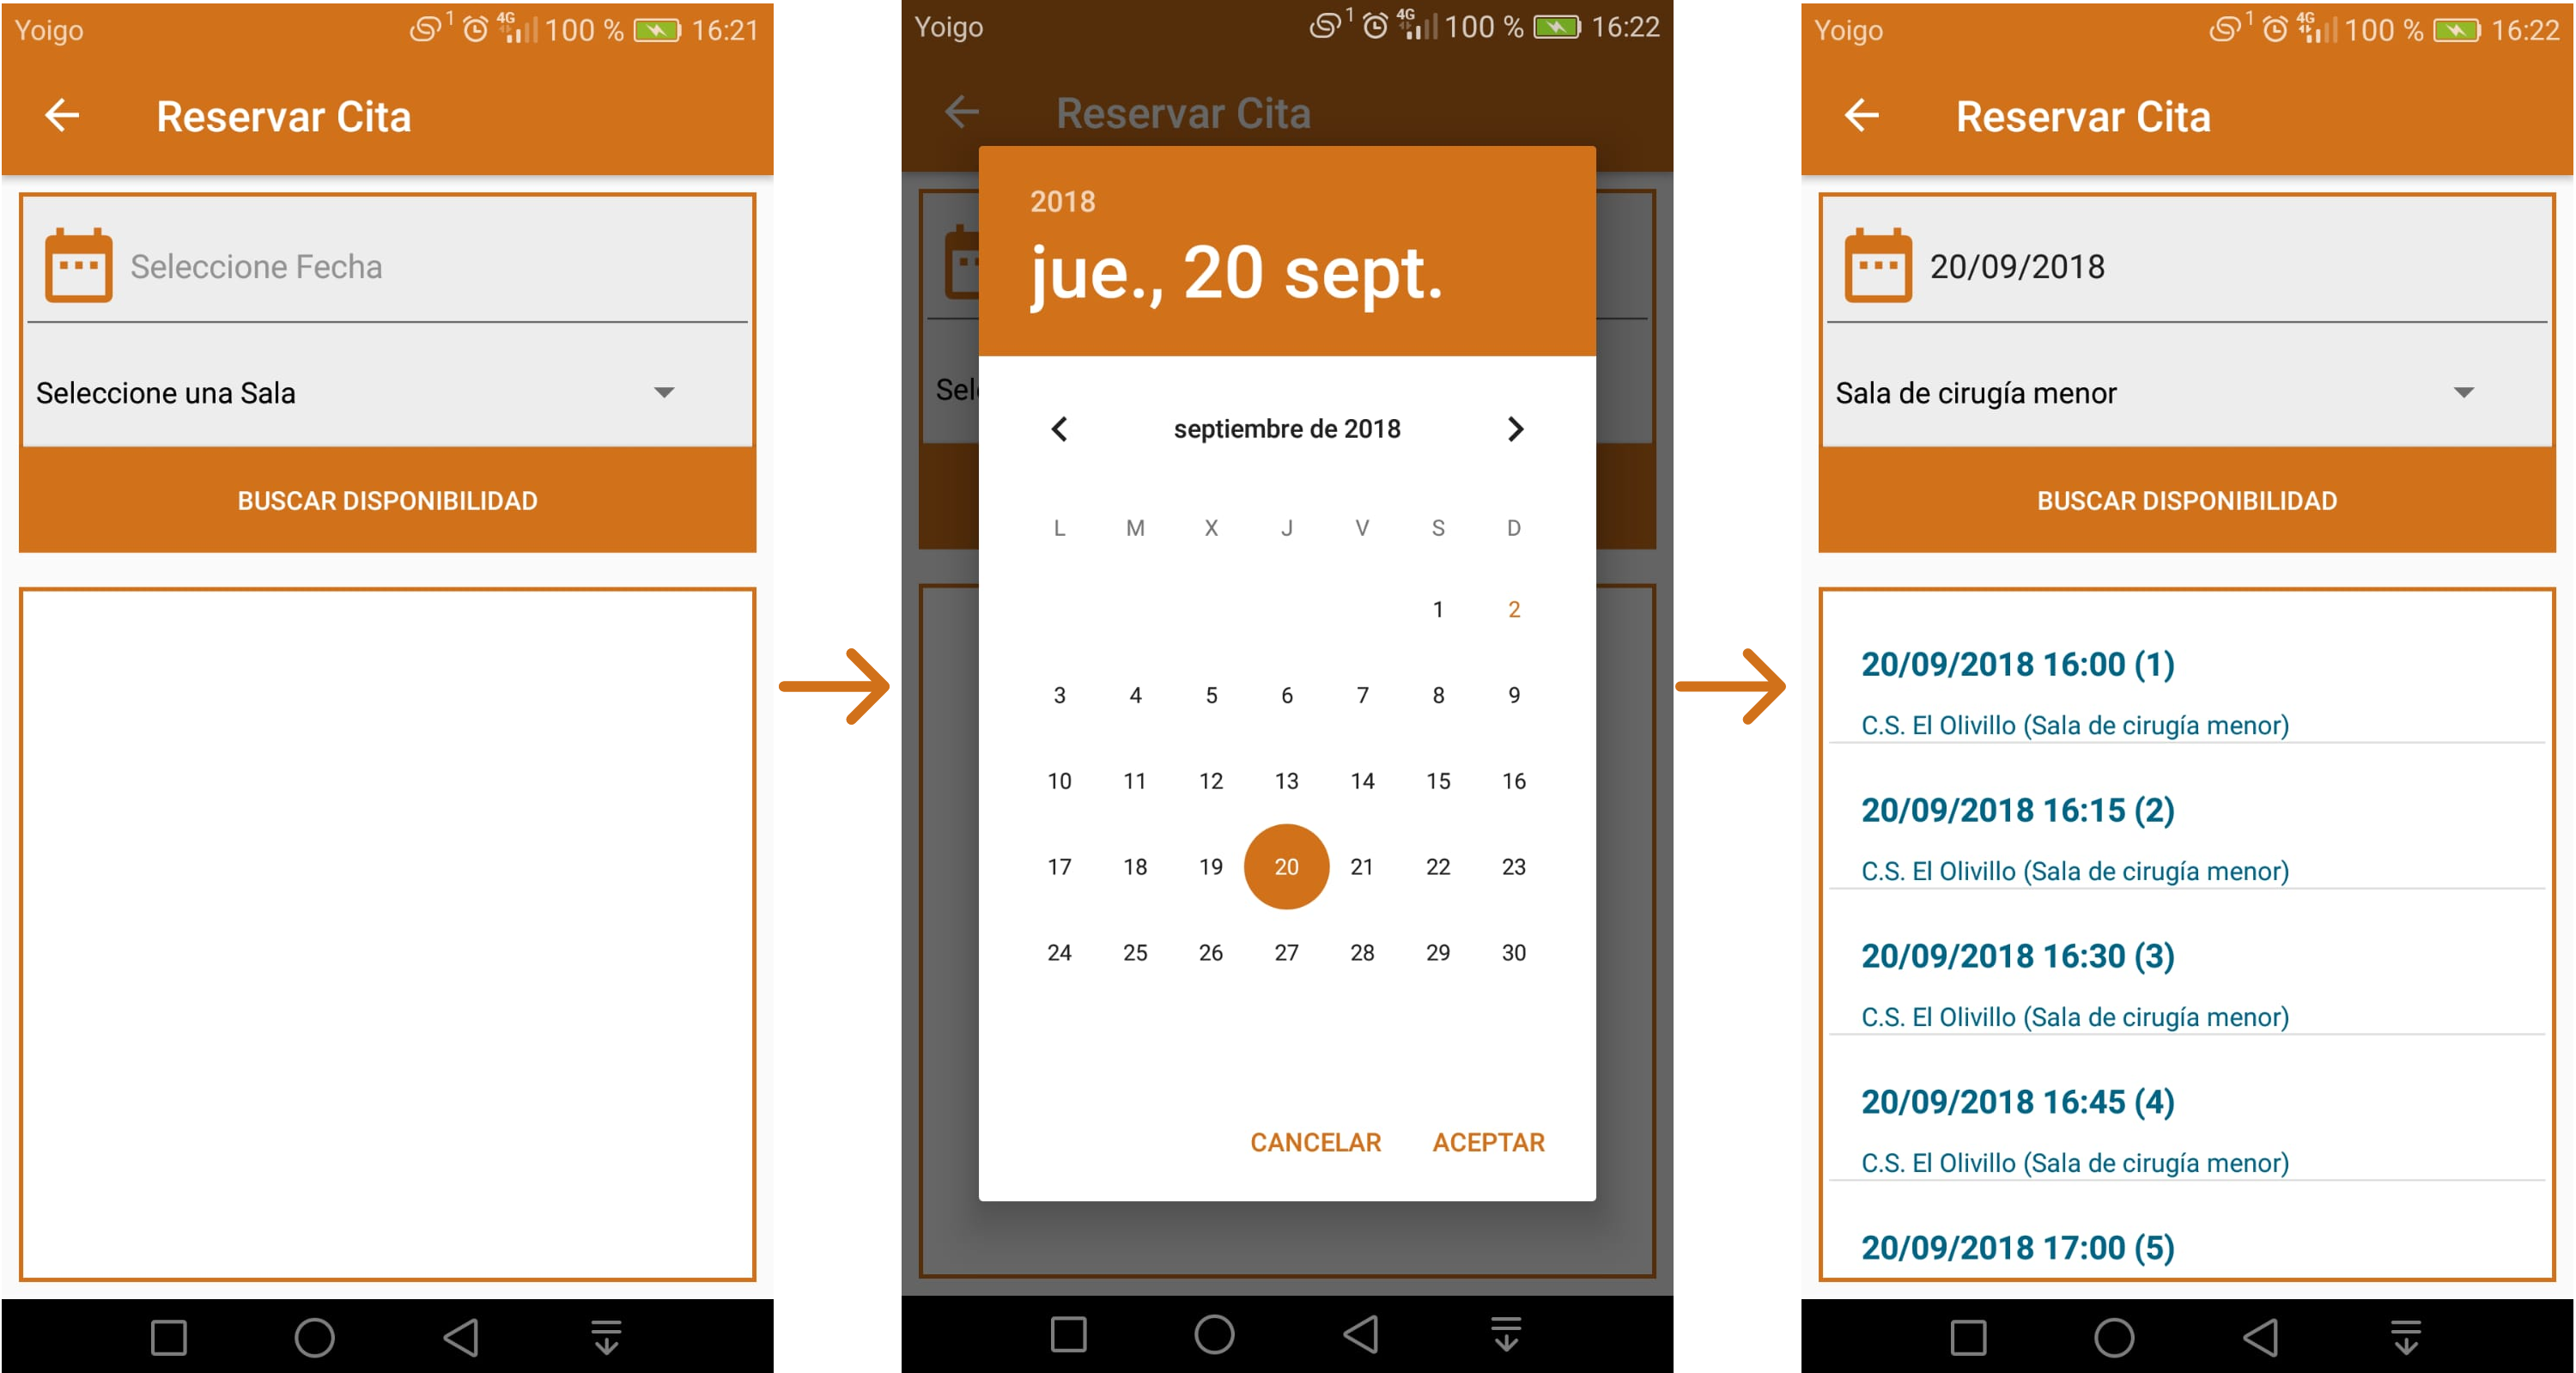 Yoigo 1 4G 100 % 16:21
Reservar Cita
Seleccione Fecha
Seleccione una Sala
BUSCAR DISPONIBILIDAD
Yoigo 1 4G 100 % 16:22
Reservar Cita
Sel
2018
jue., 20 sept.
septiembre de 2018
L M X J V S D
1 2
3 4 5 6 7 8 9
10 11 12 13 14 15 16
17 18 19 20 21 22 23
24 25 26 27 28 29 30
CANCELAR ACEPTAR
Yoigo 1 4G 100 % 16:22
Reservar Cita
20/09/2018
Sala de cirugía menor
BUSCAR DISPONIBILIDAD
20/09/2018 16:00 (1)
C.S. El Olivillo (Sala de cirugía menor)
20/09/2018 16:15 (2)
C.S. El Olivillo (Sala de cirugía menor)
20/09/2018 16:30 (3)
C.S. El Olivillo (Sala de cirugía menor)
20/09/2018 16:45 (4)
C.S. El Olivillo (Sala de cirugía menor)
20/09/2018 17:00 (5)